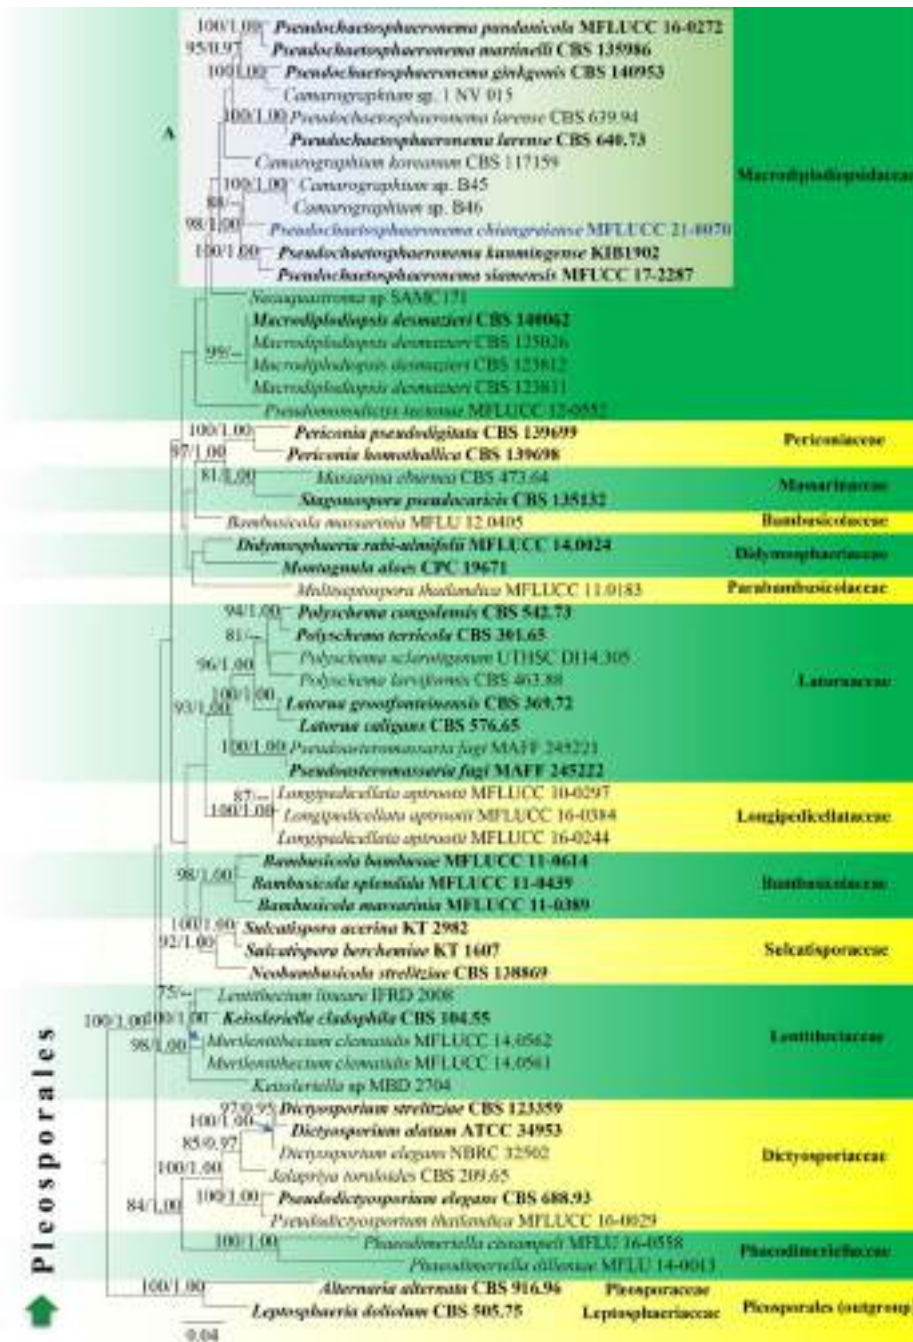 100/1.00 Pseudochaetosphaeronema pandanicola MFLUCC 16-0272
95/0.97 Pseudochaetosphaeronema martinelli CBS 135986
100/1.00 Pseudochaetosphaeronema ginkgonis CBS 140953
Camarographium sp. 1 NV 015
100/1.00 Pseudochaetosphaeronema larense CBS 639.94
A
Pseudochaetosphaeronema larense CBS 640.73
Camarographium koreanum CBS 117159
Macrodiplodiopsidaceae
100/1.00 Camarographium sp. B45
88/-- Camarographium sp. B46
98/1.00 Pseudochaetosphaeronema chiangraiense MFLUCC 21-0070
100/1.00 Pseudochaetosphaeronema kunmingense KIB1902
Pseudochaetosphaeronema siamensis MFUCC 17-2287
sp SAMC171
Macrodiplodiopsis desmazieri CBS 140062
99/-- Macrodiplodiopsis desmazieri CBS 125026
Macrodiplodiopsis desmazieri CBS 123812
Macrodiplodiopsis desmazieri CBS 123811
Pseudomonodictys tectonae MFLUCC 12-0552
100/1.00 Periconia pseudodigitata CBS 139699
Periconiaceae
97/1.00 Periconia homothallica CBS 139698
Massarina eburnea CBS 473.64
Massarinaceae
81/1.00 Stagonospora pseudocaricis CBS 135132
Bambusicola massarinia MFLU 12.0405
Bambusicolaceae
Didymosphaeria rubi-ulmifolii MFLUCC 14.0024
Didymosphaeriaceae
Montagnula aloes CPC 19671
Multiseptospora thailandica MFLUCC 11.0183
Parabambusicolaceae
94/1.00 Polyschema congolensis CBS 542.73
81/ Polyschema terricola CBS 301.65
Polyschema sclerotigenum UTHSC DI14.305
96/1.00 Polyschema larviformis CBS 463.88
Latoruaceae
100/1.00 Latorua grootfonteinensis CBS 369.72
93/1.00 Latorua caligans CBS 576.65
100/1.00 Pseudoasteromassaria fagi MAFF 245221
Pseudoasteromassaria fagi MAFF 245222
87/-- Longipedicellata aptrootii MFLUCC 10-0297
100/1.00 Longipedicellata aptrootii MFLUCC 16-0384
Longipedicellataceae
Longipedicellata aptrootii MFLUCC 16-0244
Bambusicola bambusae MFLUCC 11-0614
98/1.00 Bambusicola splendida MFLUCC 11-0439
Bambusicolaceae
Bambusicola massarinia MFLUCC 11-0389
100/1.00 Sulcatispora acerina KT 2982
92/1.00 Sulcatispora berchemiae KT 1607
Sulcatisporaceae
Neobambusicola strelitziae CBS 138869
75/-- Lentithecium lineare IFRD 2008
100/1.00 100/1.00 Keissleriella cladophila CBS 104.55
98/1.00 Murilentithecium clematidis MFLUCC 14.0562
Lentitheciaceae
Murilentithecium clematidis MFLUCC 14.0561
Keissleriella sp MBD 2704
97/0.95 Dictyosporium strelitziae CBS 123359
100/1.00 Dictyosporium alatum ATCC 34953
85/0.97 Dictyosporium elegans NBRC 32502
Dictyosporiaceae
100/1.00 Jalapriya toruloides CBS 209.65
100/1.00 Pseudodictyosporium elegans CBS 688.93
84/1.00 Pseudodictyosporium thailandica MFLUCC 16-0029
100/1.00 Phaeodimeriella cissampeli MFLU 16-0558
Phaeodimeriellaceae
Phaeodimeriella dilleniae MFLU 14-0013
100/1.00 Alternaria alternata CBS 916.96 Pleosporaceae
Leptosphaeria doliolum CBS 505.75 Leptosphaeriaceae
Pleosporales (outgroup)
0.04
Pleosporales